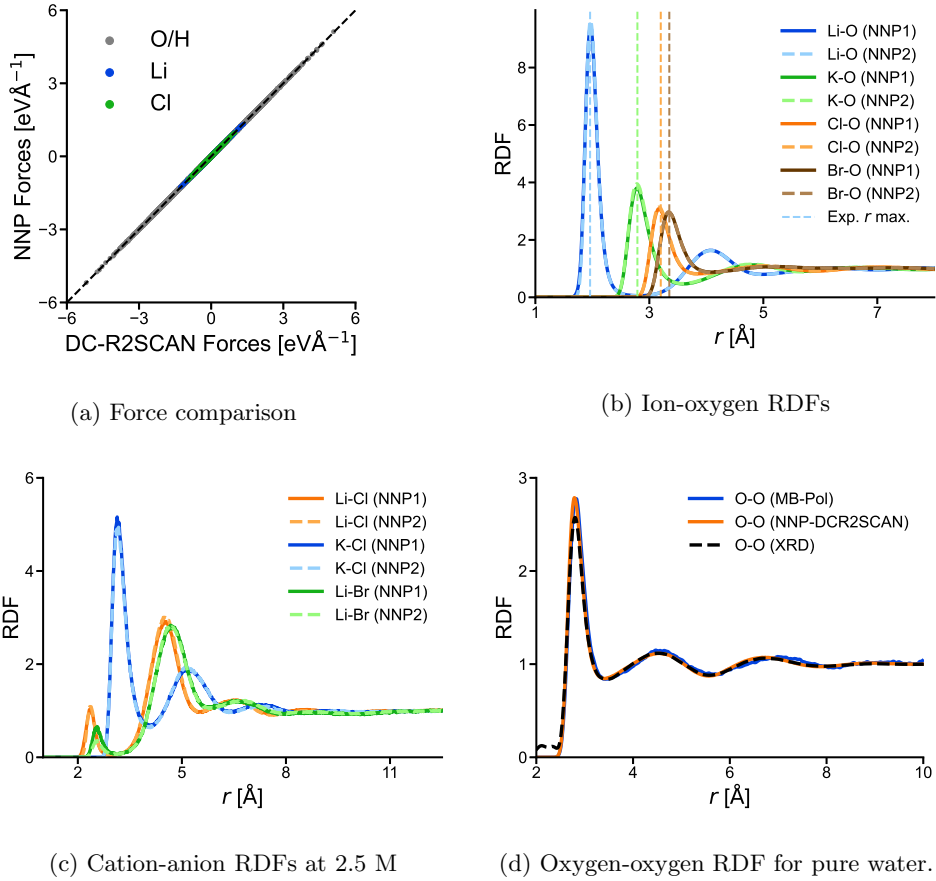 6
3
0
−3
−6
−6
−3
0
3
6
NNP Forces [eVÅ⁻¹]
DC-R2SCAN Forces [eVÅ⁻¹]
O/H
Li
Cl
(a) Force comparison
8
6
4
2
0
1
3
5
7
RDF
r [Å]
Li-O (NNP1)
Li-O (NNP2)
K-O (NNP1)
K-O (NNP2)
Cl-O (NNP1)
Cl-O (NNP2)
Br-O (NNP1)
Br-O (NNP2)
Exp. r max.
(b) Ion-oxygen RDFs
6
4
2
0
2
5
8
11
RDF
r [Å]
Li-Cl (NNP1)
Li-Cl (NNP2)
K-Cl (NNP1)
K-Cl (NNP2)
Li-Br (NNP1)
Li-Br (NNP2)
(c) Cation-anion RDFs at 2.5 M
3
2
1
0
2
4
6
8
10
RDF
r [Å]
O-O (MB-Pol)
O-O (NNP-DCR2SCAN)
O-O (XRD)
(d) Oxygen-oxygen RDF for pure water.